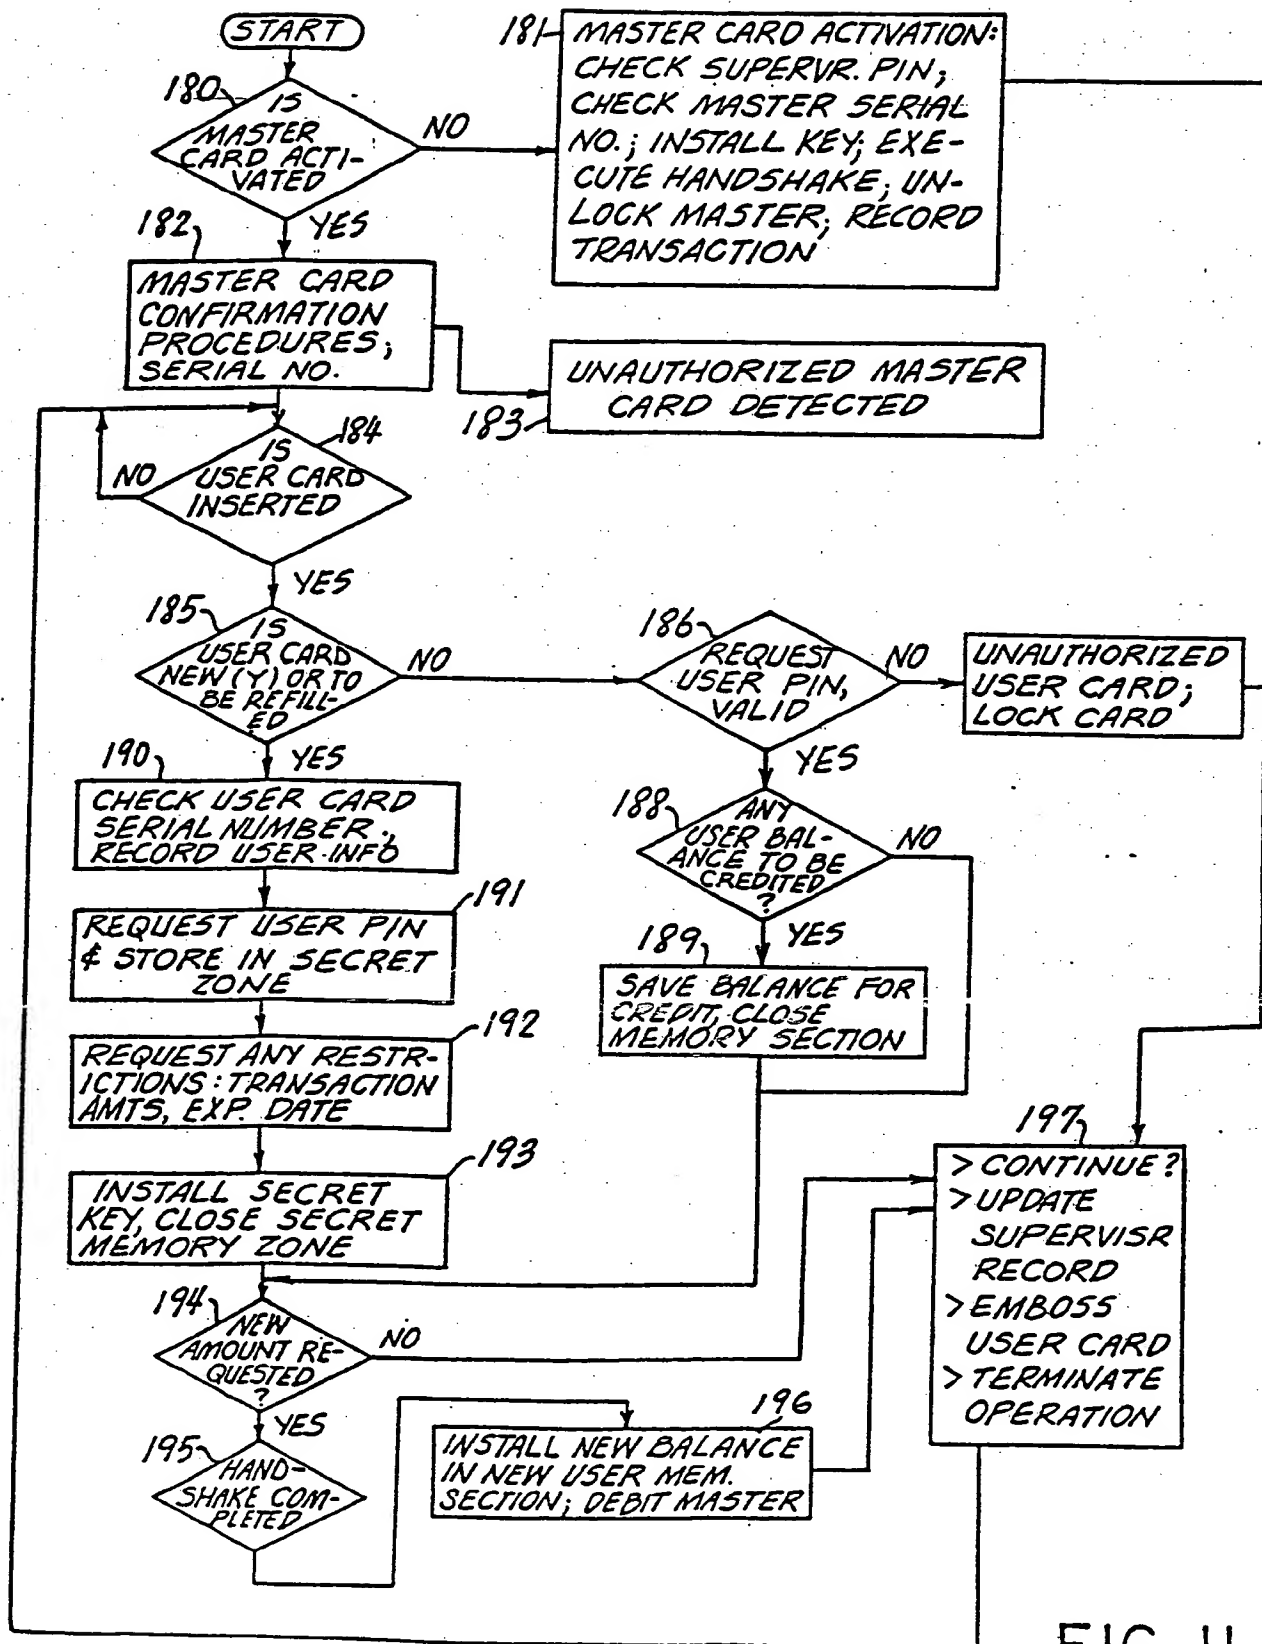 START
180
IS
MASTER
CARD ACTI-
VATED
NO
YES
181
MASTER CARD ACTIVATION:
CHECK SUPERVR. PIN;
CHECK MASTER SERIAL
NO.; INSTALL KEY; EXE-
CUTE HANDSHAKE; UN-
LOCK MASTER; RECORD
TRANSACTION
182
MASTER CARD
CONFIRMATION
PROCEDURES;
SERIAL NO.
UNAUTHORIZED MASTER
CARD DETECTED
183
184
IS
USER CARD
INSERTED
NO
YES
185
IS
USER CARD
NEW (Y) OR TO
BE REFILL-
ED
NO
YES
186
REQUEST
USER PIN,
VALID
NO
YES
UNAUTHORIZED
USER CARD;
LOCK CARD
188
ANY
USER BAL-
ANCE TO BE
CREDITED
?
NO
YES
189
SAVE BALANCE FOR
CREDIT, CLOSE
MEMORY SECTION
190
CHECK USER CARD
SERIAL NUMBER.,
RECORD USER INFO
191
REQUEST USER PIN
& STORE IN SECRET
ZONE
192
REQUEST ANY RESTR-
ICTIONS: TRANSACTION
AMTS, EXP. DATE
193
INSTALL SECRET
KEY, CLOSE SECRET
MEMORY ZONE
194
NEW
AMOUNT RE-
QUESTED
?
NO
YES
195
HAND-
SHAKE COM-
PLETED
196
INSTALL NEW BALANCE
IN NEW USER MEM.
SECTION; DEBIT MASTER
197
> CONTINUE?
> UPDATE
SUPERVISR
RECORD
> EMBOSS
USER CARD
> TERMINATE
OPERATION
FIG. 11